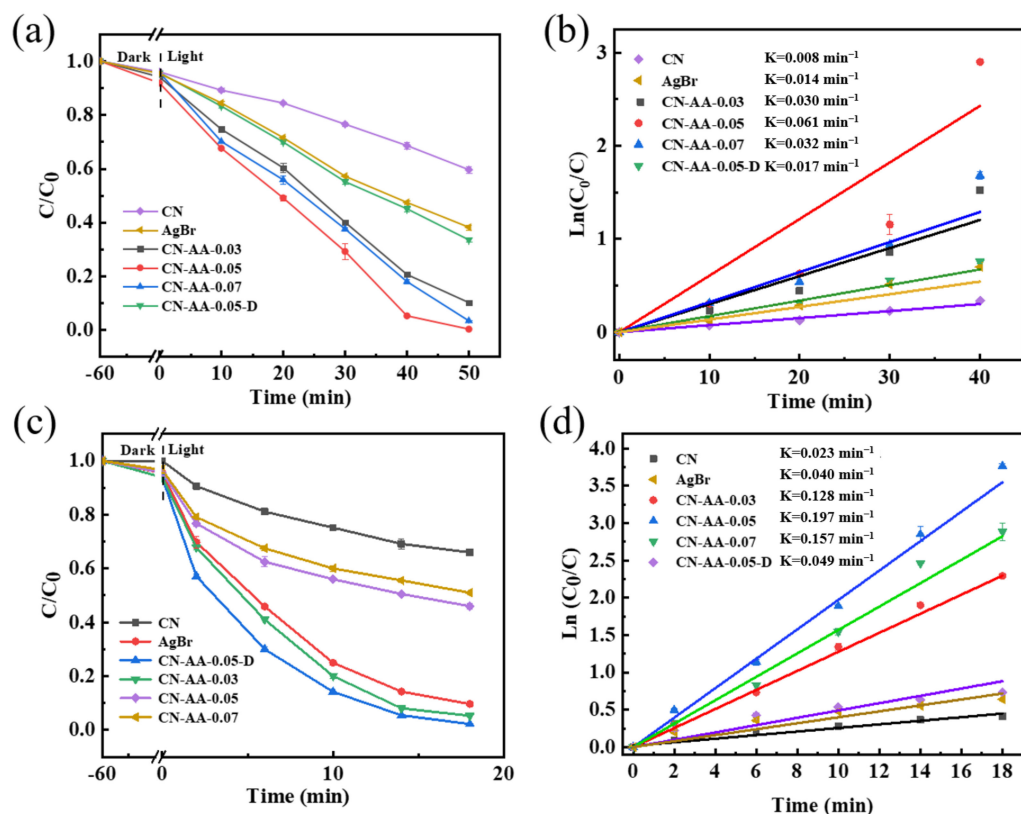 (a)
Dark
Light
1.0
0.8
0.6
0.4
0.2
0.0
C/C₀
CN
AgBr
CN-AA-0.03
CN-AA-0.05
CN-AA-0.07
CN-AA-0.05-D
-60 0 10 20 30 40 50
Time (min)
(b)
3
2
1
0
Ln(C₀/C)
CN K=0.008 min⁻¹
AgBr K=0.014 min⁻¹
CN-AA-0.03 K=0.030 min⁻¹
CN-AA-0.05 K=0.061 min⁻¹
CN-AA-0.07 K=0.032 min⁻¹
CN-AA-0.05-D K=0.017 min⁻¹
0 10 20 30 40
Time (min)
(c)
Dark
Light
1.0
0.8
0.6
0.4
0.2
0.0
C/C₀
CN
AgBr
CN-AA-0.05-D
CN-AA-0.03
CN-AA-0.05
CN-AA-0.07
-60 0 10 20
Time (min)
(d)
4.0
3.5
3.0
2.5
2.0
1.5
1.0
0.5
0.0
Ln (C₀/C)
CN K=0.023 min⁻¹
AgBr K=0.040 min⁻¹
CN-AA-0.03 K=0.128 min⁻¹
CN-AA-0.05 K=0.197 min⁻¹
CN-AA-0.07 K=0.157 min⁻¹
CN-AA-0.05-D K=0.049 min⁻¹
0 2 4 6 8 10 12 14 16 18
Time (min)